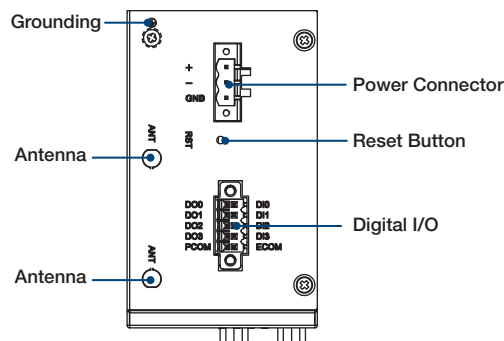 Grounding
+
−
GND
Power Connector
RST
Reset Button
ANT
Antenna
DO0 DI0
DO1 DI1
DO2 DI2
DO3 DI3
PCOM ECOM
Digital I/O
ANT
Antenna